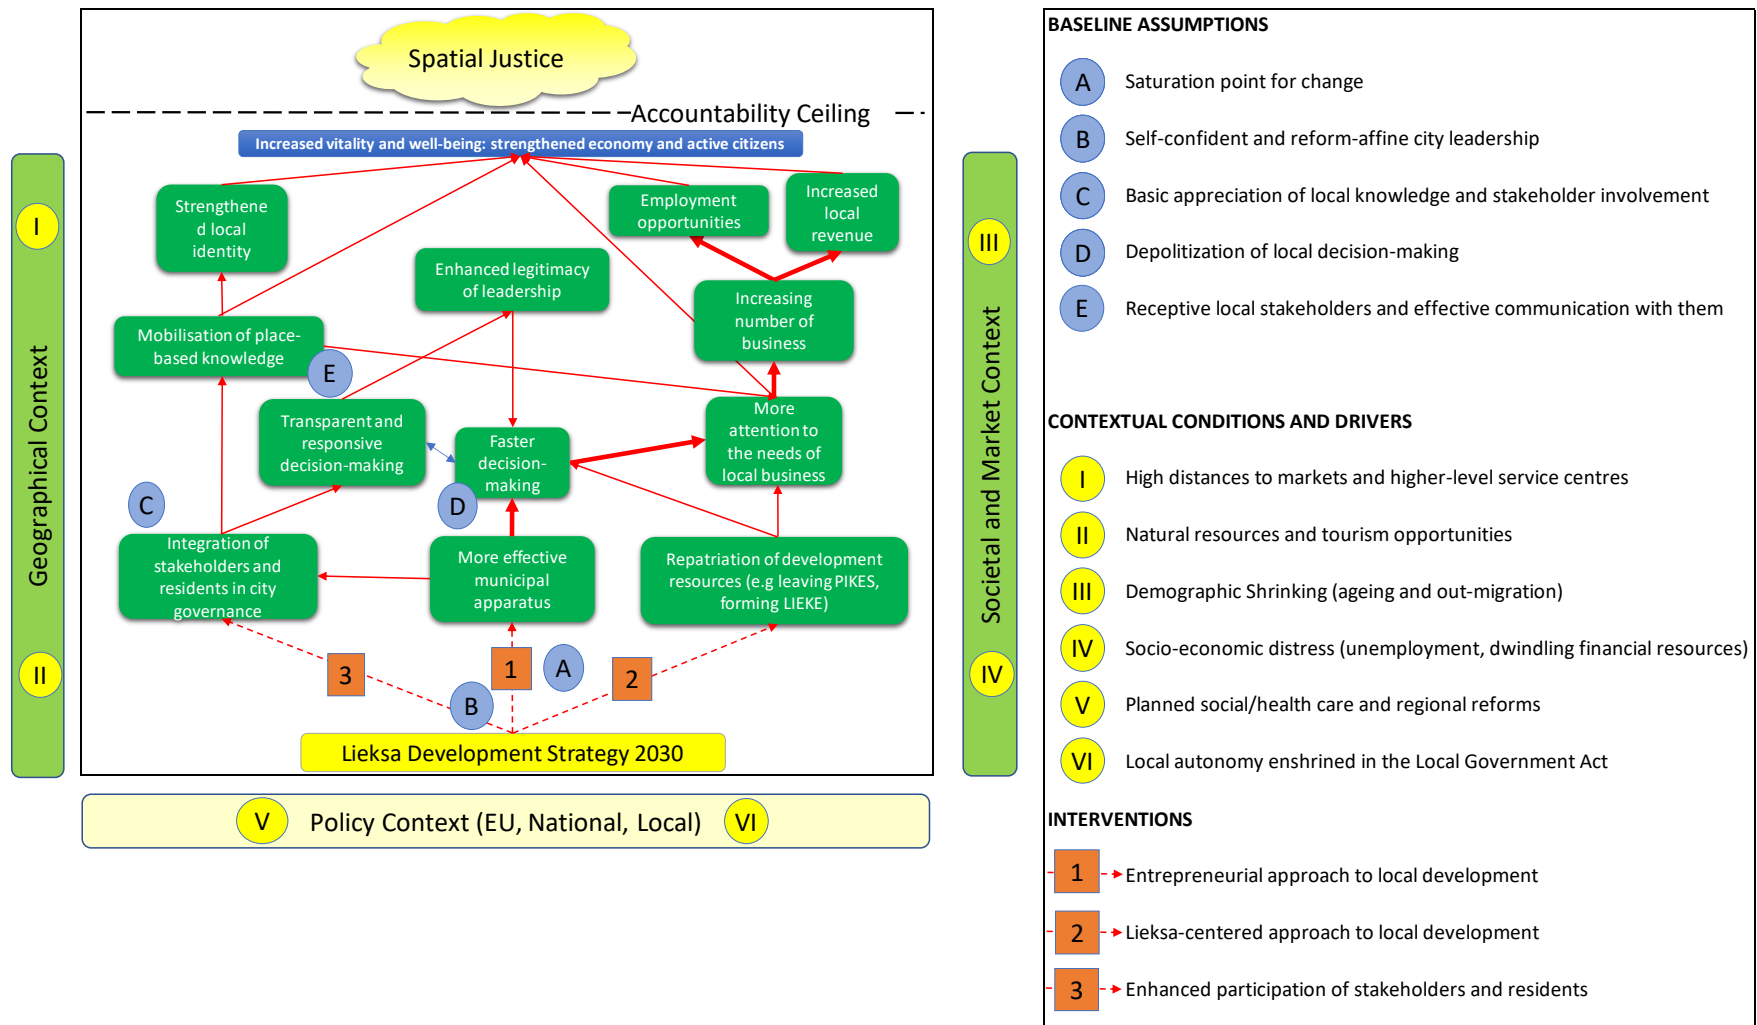 Spatial Justice
Accountability Ceiling
Increased vitality and well-being: strengthened economy and active citizens
Strengthene
d local
identity
Employment
opportunities
Increased
local
revenue
Enhanced legitimacy
of leadership
Increasing
number of
business
Mobilisation of place-
based knowledge
E
Transparent and
responsive
decision-making
Faster
decision-
making
D
More
attention to
the needs of
local business
C
Integration of
stakeholders and
residents in city
governance
More effective
municipal
apparatus
Repatriation of development
resources (e.g leaving PIKES,
forming LIEKE)
3
1
A
2
B
Lieksa Development Strategy 2030
I
Geographical Context
II
III
Societal and Market Context
IV
V
Policy Context (EU, National, Local)
VI
BASELINE ASSUMPTIONS
A Saturation point for change
B Self-confident and reform-affine city leadership
C Basic appreciation of local knowledge and stakeholder involvement
D Depolitization of local decision-making
E Receptive local stakeholders and effective communication with them
CONTEXTUAL CONDITIONS AND DRIVERS
I High distances to markets and higher-level service centres
II Natural resources and tourism opportunities
III Demographic Shrinking (ageing and out-migration)
IV Socio-economic distress (unemployment, dwindling financial resources)
V Planned social/health care and regional reforms
VI Local autonomy enshrined in the Local Government Act
INTERVENTIONS
1 Entrepreneurial approach to local development
2 Lieksa-centered approach to local development
3 Enhanced participation of stakeholders and residents